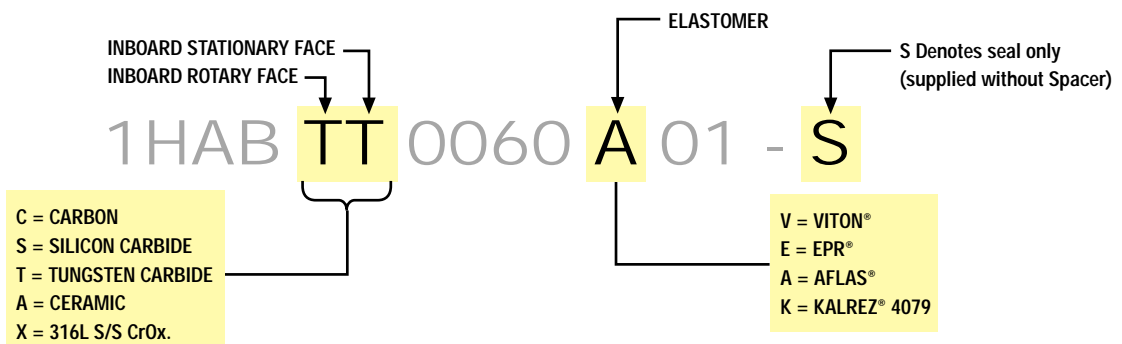 ELASTOMER
INBOARD STATIONARY FACE
INBOARD ROTARY FACE
S Denotes seal only
(supplied without Spacer)
1HAB TT 0060 A 01 - S
C = CARBON
S = SILICON CARBIDE
T = TUNGSTEN CARBIDE
A = CERAMIC
X = 316L S/S CrOx.
V = VITON®
E = EPR®
A = AFLAS®
K = KALREZ® 4079